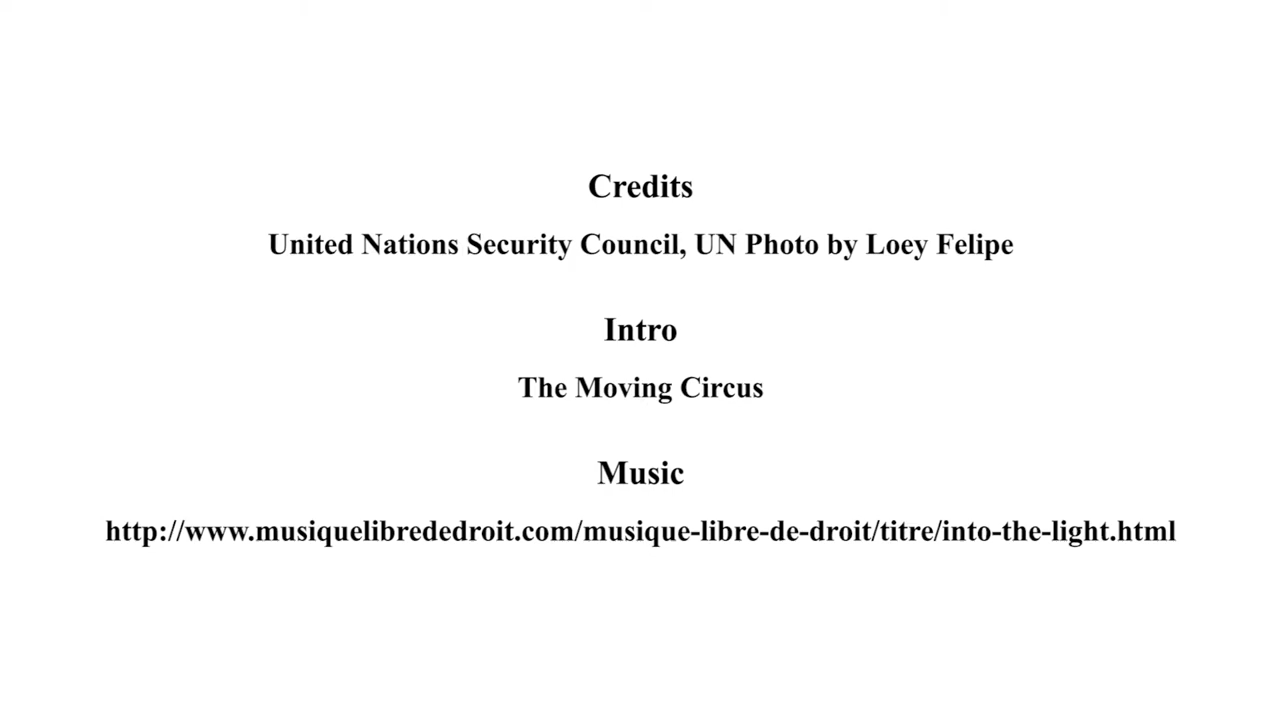 Credits
United Nations Security Council, UN Photo by Loey Felipe
Intro
The Moving Circus
Music
http://www.musiquelibrededroit.com/musique-libre-de-droit/titre/into-the-light.html